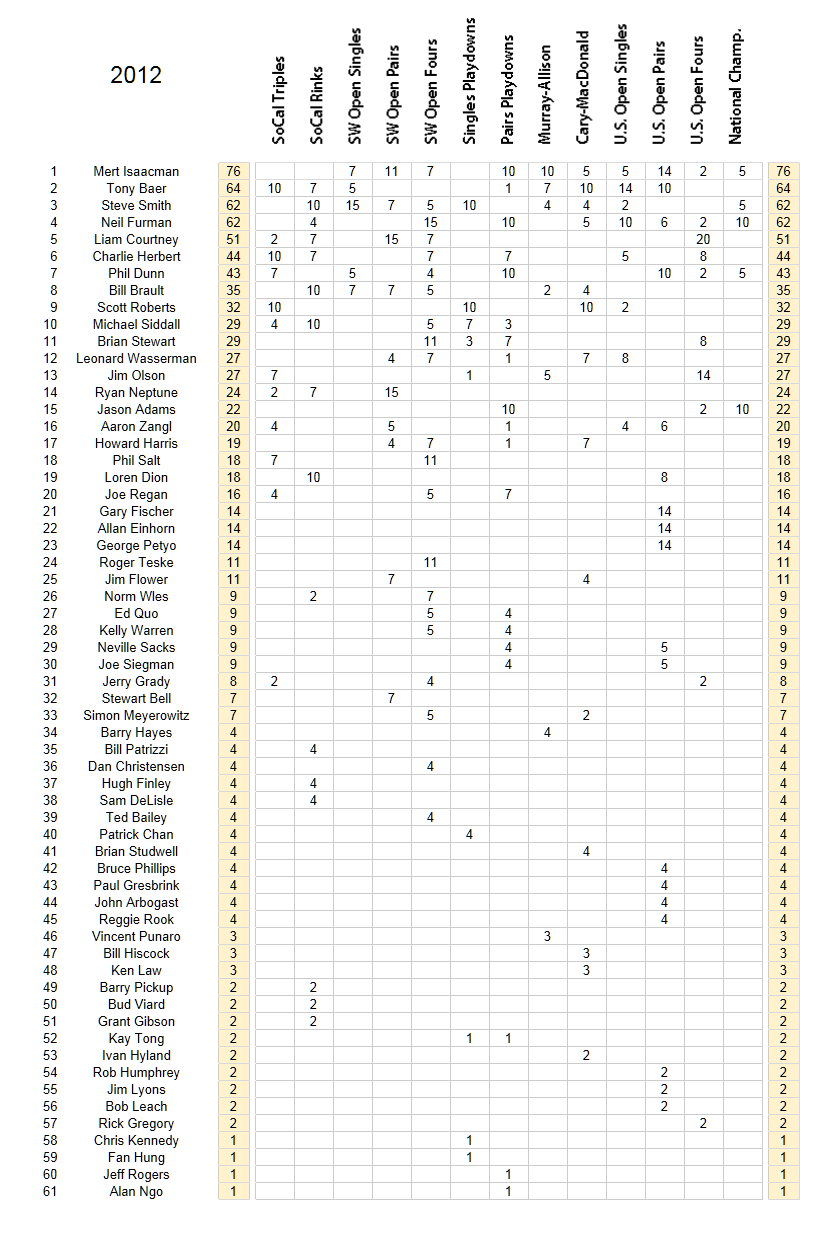 2012
SoCal Triples
SoCal Rinks
SW Open Singles
SW Open Pairs
SW Open Fours
Singles Playdowns
Pairs Playdowns
Murray-Allison
Cary-MacDonald
U.S. Open Singles
U.S. Open Pairs
U.S. Open Fours
National Champ.
1 Mert Isaacman 76 7 11 7 10 10 5 5 14 2 5 76
2 Tony Baer 64 10 7 5 1 7 10 14 10 64
3 Steve Smith 62 10 15 7 5 10 4 4 2 5 62
4 Neil Furman 62 4 15 10 5 10 6 2 10 62
5 Liam Courtney 51 2 7 15 7 20 51
6 Charlie Herbert 44 10 7 7 7 5 8 44
7 Phil Dunn 43 7 5 4 10 10 2 5 43
8 Bill Brault 35 10 7 7 5 2 4 35
9 Scott Roberts 32 10 10 10 2 32
10 Michael Siddall 29 4 10 5 7 3 29
11 Brian Stewart 29 11 3 7 8 29
12 Leonard Wasserman 27 4 7 1 7 8 27
13 Jim Olson 27 7 1 5 14 27
14 Ryan Neptune 24 2 7 15 24
15 Jason Adams 22 10 2 10 22
16 Aaron Zangl 20 4 5 1 4 6 20
17 Howard Harris 19 4 7 1 7 19
18 Phil Salt 18 7 11 18
19 Loren Dion 18 10 8 18
20 Joe Regan 16 4 5 7 16
21 Gary Fischer 14 14 14
22 Allan Einhorn 14 14 14
23 George Petyo 14 14 14
24 Roger Teske 11 11 11
25 Jim Flower 11 7 4 11
26 Norm Wles 9 2 7 9
27 Ed Quo 9 5 4 9
28 Kelly Warren 9 5 4 9
29 Neville Sacks 9 4 5 9
30 Joe Siegman 9 4 5 9
31 Jerry Grady 8 2 4 2 8
32 Stewart Bell 7 7 7
33 Simon Meyerowitz 7 5 2 7
34 Barry Hayes 4 4 4
35 Bill Patrizzi 4 4 4
36 Dan Christensen 4 4 4
37 Hugh Finley 4 4 4
38 Sam DeLisle 4 4 4
39 Ted Bailey 4 4 4
40 Patrick Chan 4 4 4
41 Brian Studwell 4 4 4
42 Bruce Phillips 4 4 4
43 Paul Gresbrink 4 4 4
44 John Arbogast 4 4 4
45 Reggie Rook 4 4 4
46 Vincent Punaro 3 3 3
47 Bill Hiscock 3 3 3
48 Ken Law 3 3 3
49 Barry Pickup 2 2 2
50 Bud Viard 2 2 2
51 Grant Gibson 2 2 2
52 Kay Tong 2 1 1 2
53 Ivan Hyland 2 2 2
54 Rob Humphrey 2 2 2
55 Jim Lyons 2 2 2
56 Bob Leach 2 2 2
57 Rick Gregory 2 2 2
58 Chris Kennedy 1 1 1
59 Fan Hung 1 1 1
60 Jeff Rogers 1 1 1
61 Alan Ngo 1 1 1